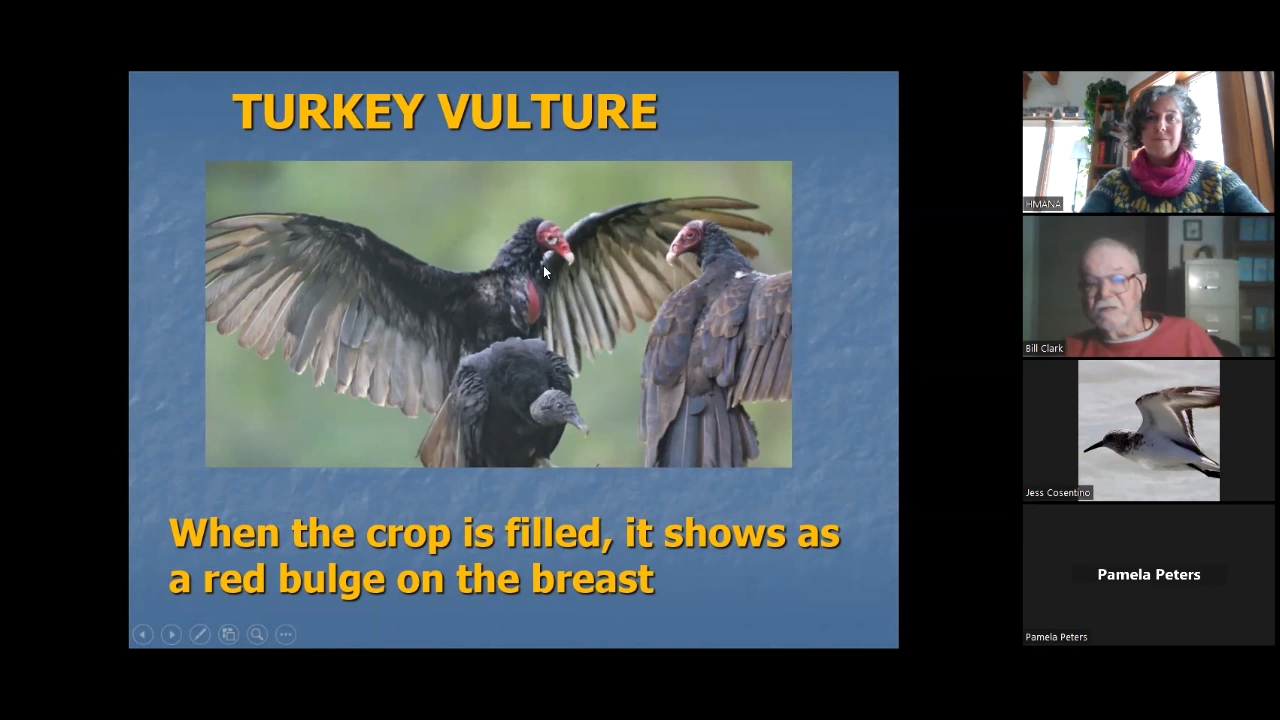 TURKEY VULTURE
When the crop is filled, it shows as
a red bulge on the breast
HMANA
Bill Clark
Jess Cosentino
Pamela Peters
Pamela Peters